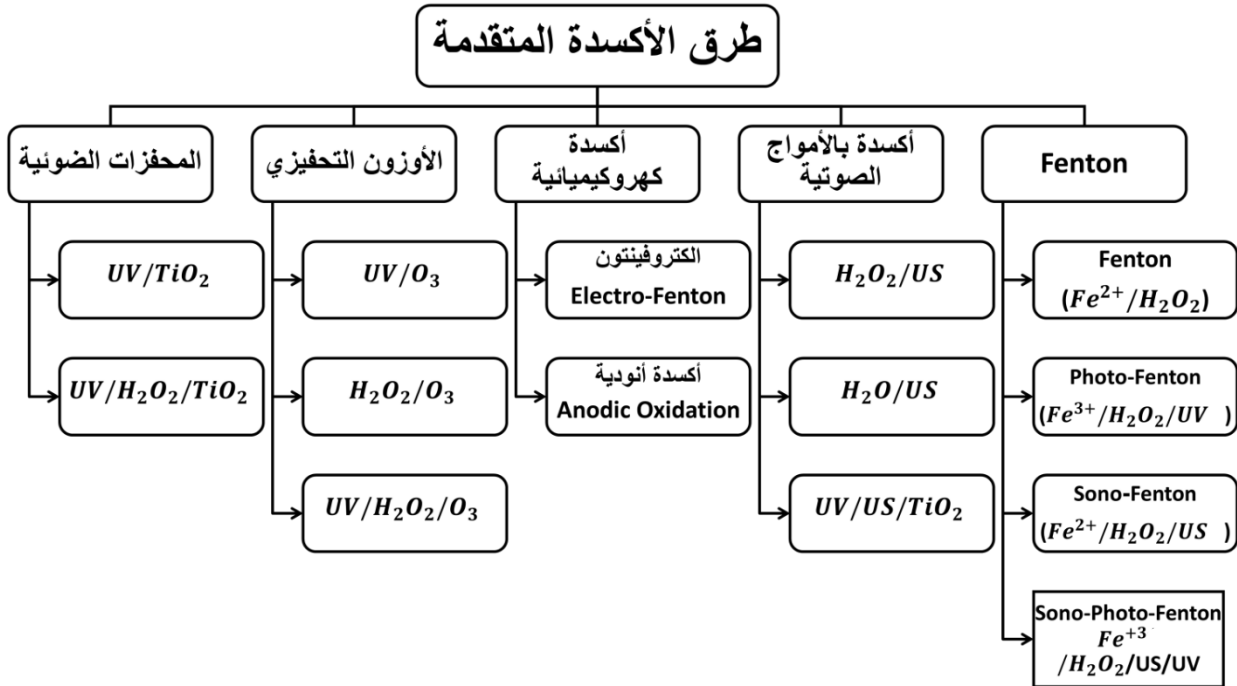 طرق الأكسدة المتقدمة
Fenton
أكسدة بالأمواج
الصوتية
أكسدة
كهروكيميائية
الأوزون التحفيزي
المحفزات الضوئية
Fenton
(Fe²⁺/H₂O₂)
Photo-Fenton
(Fe³⁺/H₂O₂/UV )
Sono-Fenton
(Fe²⁺/H₂O₂/US )
Sono-Photo-Fenton
Fe⁺³
/H₂O₂/US/UV
H₂O₂/US
H₂O/US
UV/US/TiO₂
الكتروفينتون
Electro-Fenton
أكسدة أنودية
Anodic Oxidation
UV/O₃
H₂O₂/O₃
UV/H₂O₂/O₃
UV/TiO₂
UV/H₂O₂/TiO₂